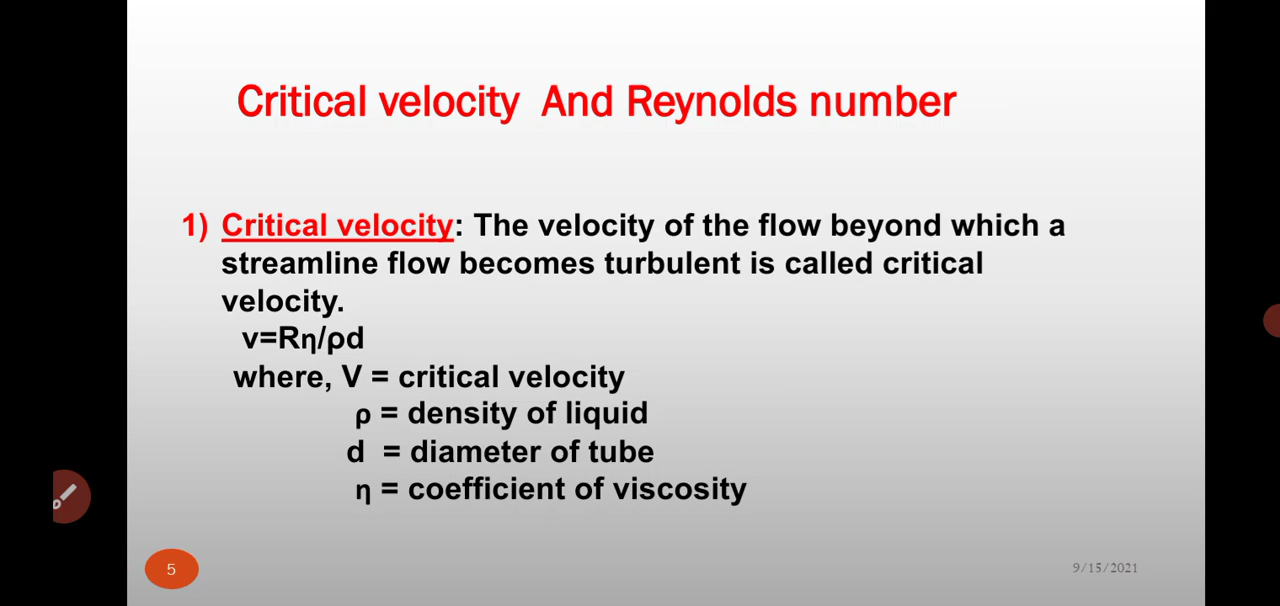 Critical velocity And Reynolds number
1) Critical velocity: The velocity of the flow beyond which a
streamline flow becomes turbulent is called critical
velocity.
v=Rη/ρd
where, V = critical velocity
ρ = density of liquid
d = diameter of tube
η = coefficient of viscosity
5
9/15/2021